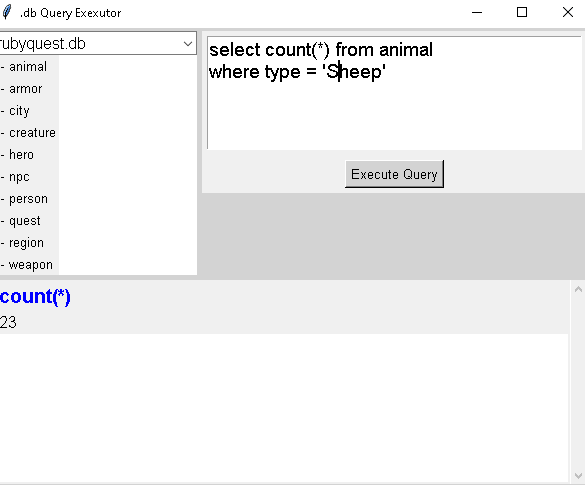 .db Query Exexutor
rubyquest.db
- animal
- armor
- city
- creature
- hero
- npc
- person
- quest
- region
- weapon
select count(*) from animal
where type = 'Sheep'
Execute Query
count(*)
23